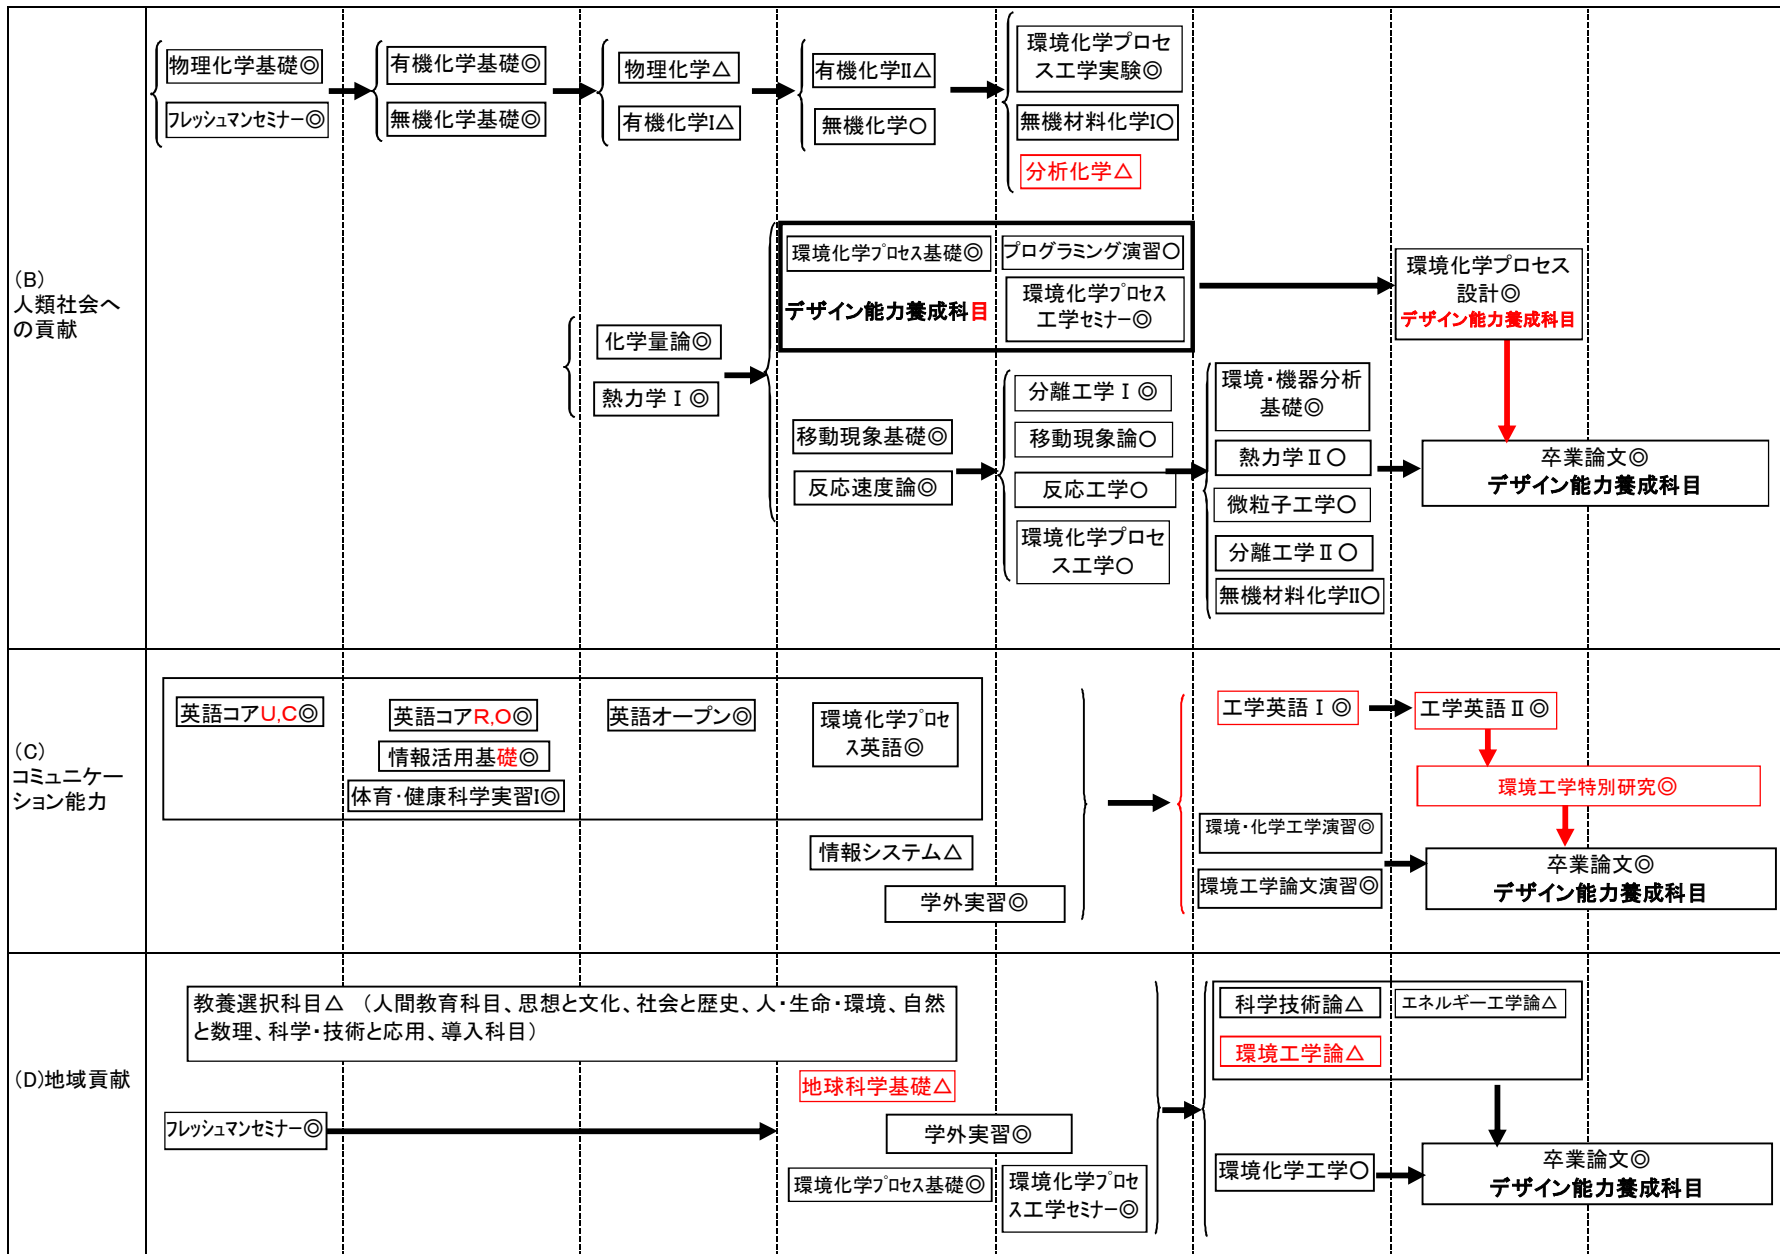 (B)
人類社会へ
の貢献
物理化学基礎◎
フレッシュマンセミナー◎
有機化学基礎◎
無機化学基礎◎
物理化学△
有機化学I△
有機化学II△
無機化学○
環境化学プロセ
ス工学実験◎
無機材料化学I○
分析化学△
化学量論◎
熱力学Ⅰ◎
環境化学プロセス基礎◎
プログラミング演習○
デザイン能力養成科目
環境化学プロセス
工学セミナー◎
環境化学プロセス
設計◎
デザイン能力養成科目
移動現象基礎◎
反応速度論◎
分離工学Ⅰ◎
移動現象論○
反応工学○
環境化学プロセ
ス工学○
環境・機器分析
基礎◎
熱力学Ⅱ○
微粒子工学○
分離工学Ⅱ○
無機材料化学II○
卒業論文◎
デザイン能力養成科目
(C)
コミュニケー
ション能力
英語コアU,C◎
英語コアR,O◎
情報活用基礎◎
体育・健康科学実習I◎
英語オープン◎
環境化学プロセ
ス英語◎
情報システム△
学外実習◎
工学英語Ⅰ◎
工学英語Ⅱ◎
環境工学特別研究◎
環境・化学工学演習◎
環境工学論文演習◎
卒業論文◎
デザイン能力養成科目
(D)地域貢献
教養選択科目△ (人間教育科目、思想と文化、社会と歴史、人・生命・環境、自然
と数理、科学・技術と応用、導入科目)
地球科学基礎△
フレッシュマンセミナー◎
学外実習◎
環境化学プロセス基礎◎
環境化学プロセ
ス工学セミナー◎
科学技術論△
エネルギー工学論△
環境工学論△
環境化学工学○
卒業論文◎
デザイン能力養成科目